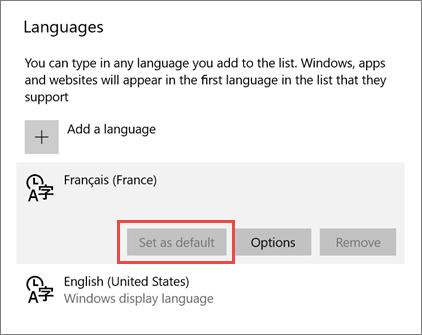 Languages
You can type in any language you add to the list. Windows, apps
and websites will appear in the first language in the list that they
support
Add a language
A字 Français (France)
Set as default Options Remove
A字 English (United States)
Windows display language